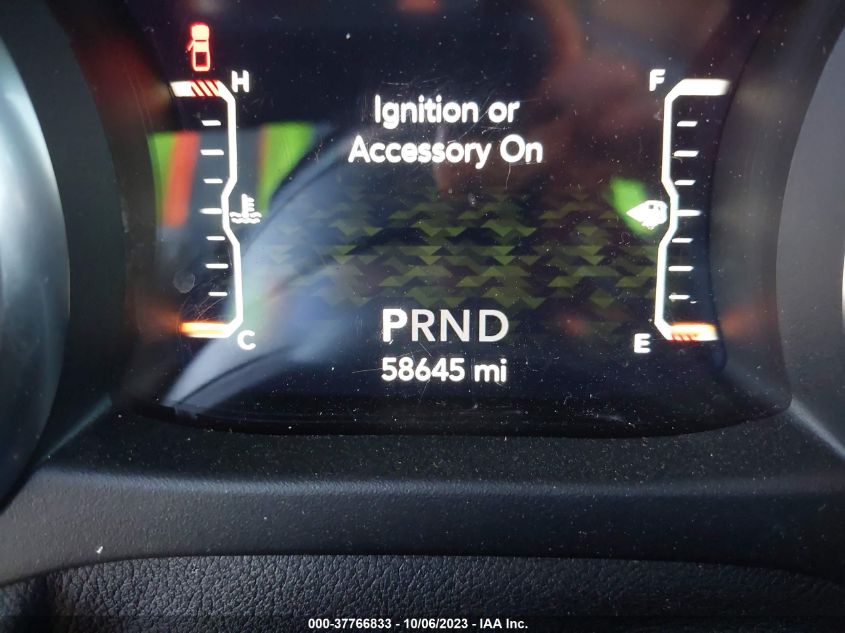 H
F
Ignition or
Accessory On
PRND
C
E
58645 mi
000-37766833 - 10/06/2023 - IAA Inc.